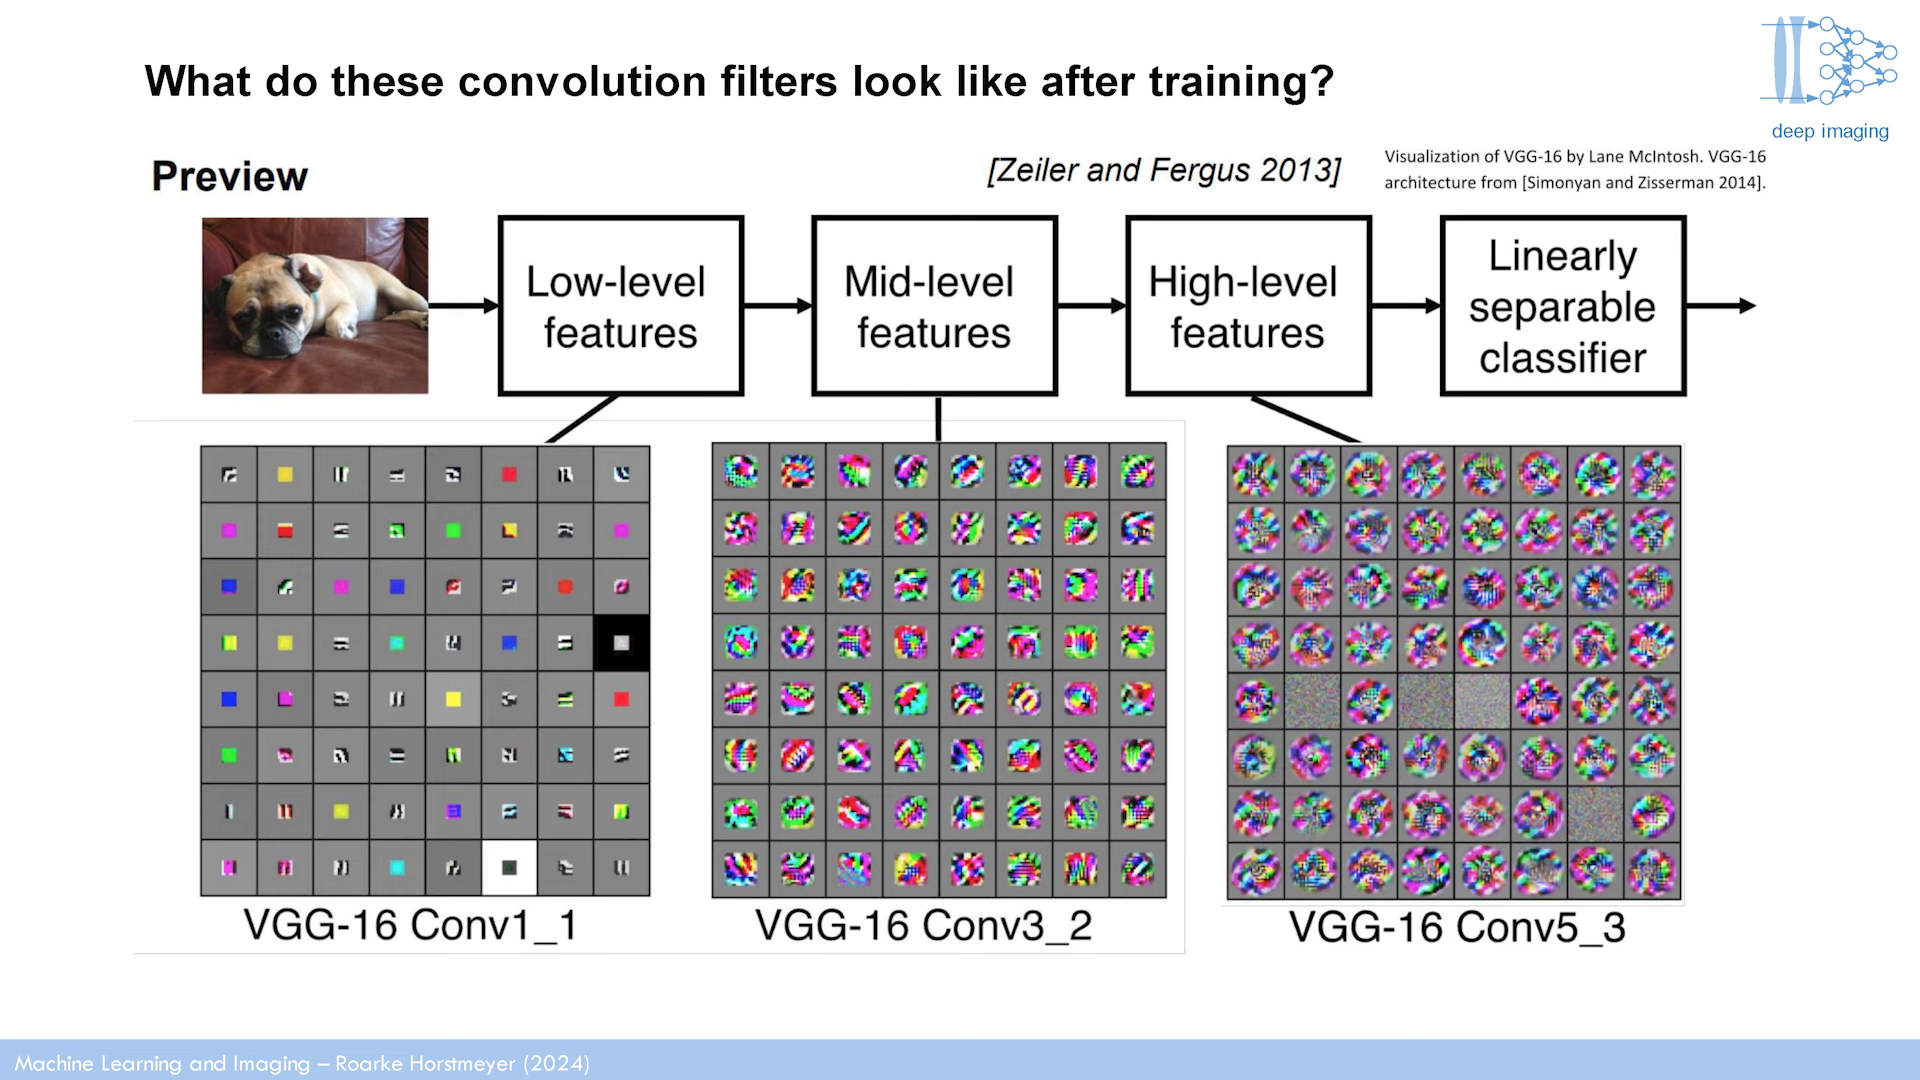 What do these convolution filters look like after training?
deep imaging
Preview
[Zeiler and Fergus 2013]
Visualization of VGG-16 by Lane McIntosh. VGG-16
architecture from [Simonyan and Zisserman 2014].
Low-level
features
Mid-level
features
High-level
features
Linearly
separable
classifier
VGG-16 Conv1_1
VGG-16 Conv3_2
VGG-16 Conv5_3
Machine Learning and Imaging – Roarke Horstmeyer (2024)